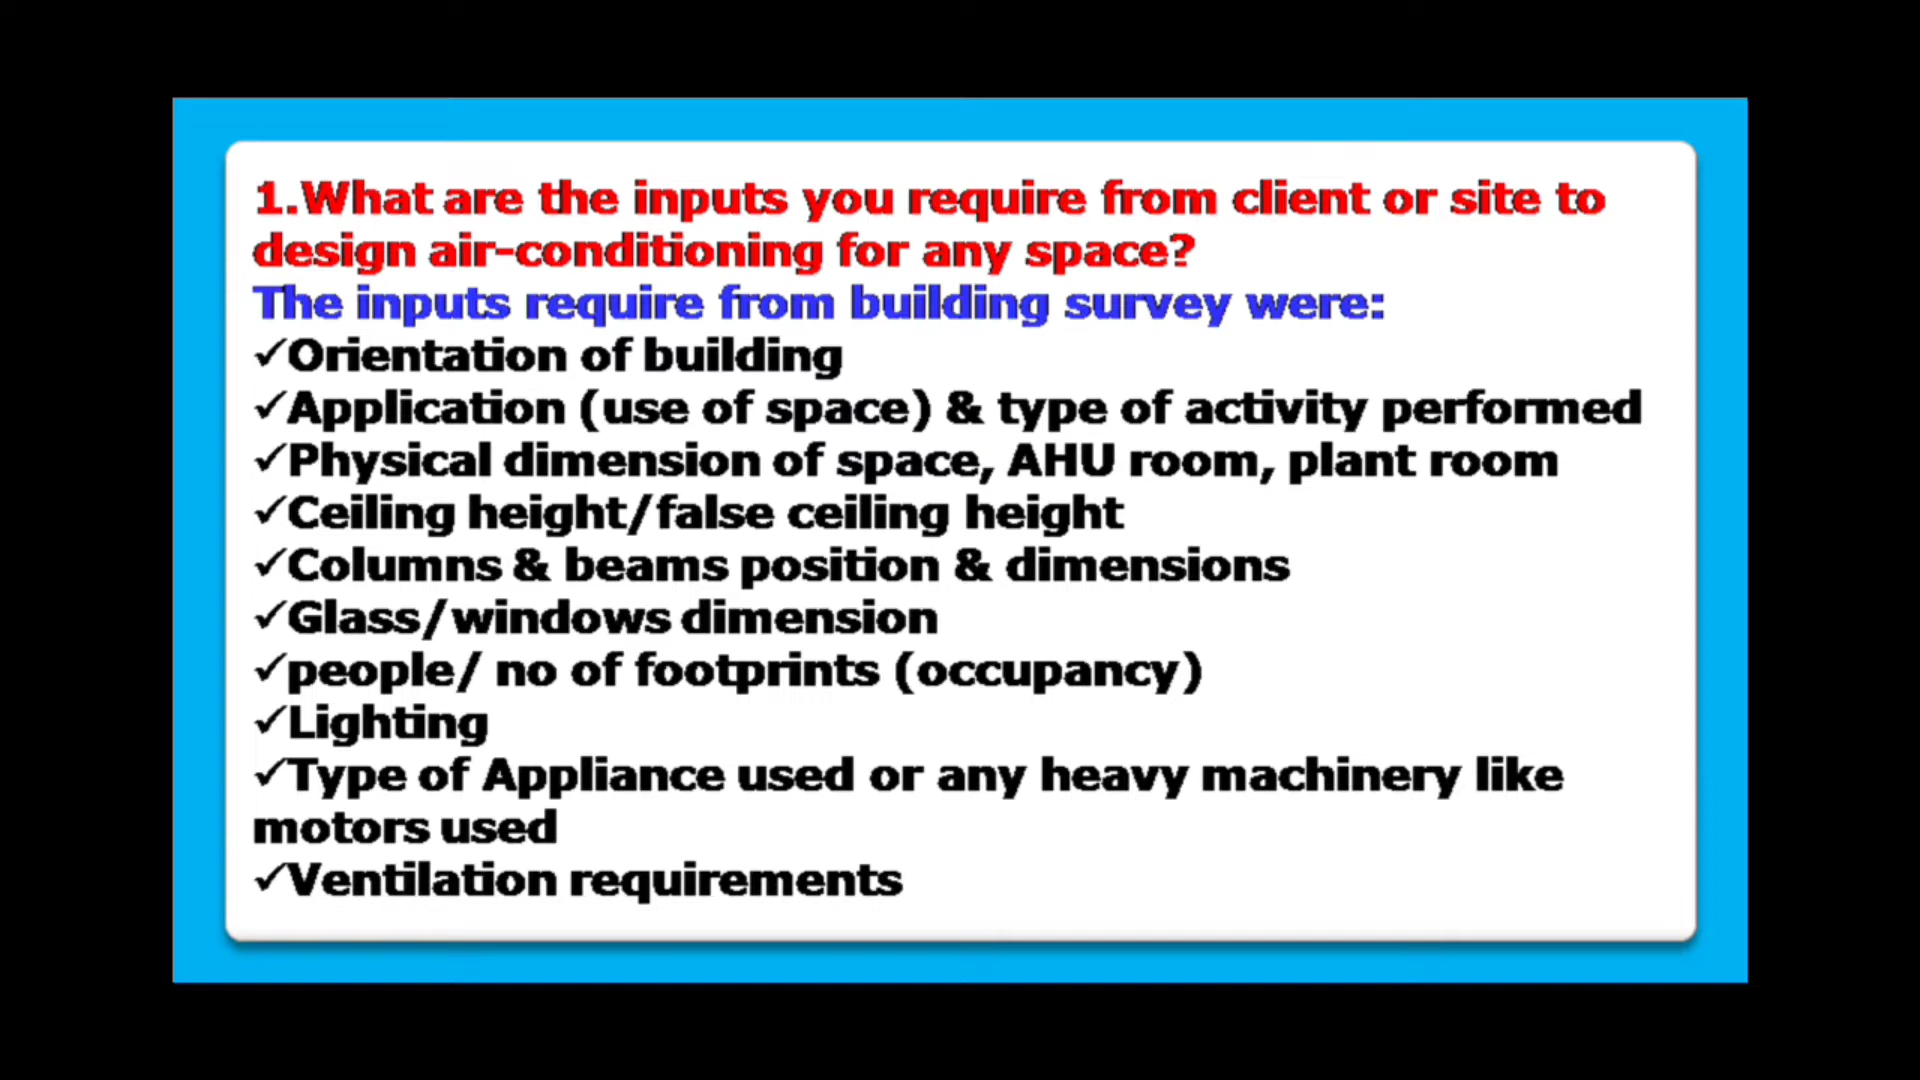 1.What are the inputs you require from client or site to
design air-conditioning for any space?
The inputs require from building survey were:
✓Orientation of building
✓Application (use of space) & type of activity performed
✓Physical dimension of space, AHU room, plant room
✓Ceiling height/false ceiling height
✓Columns & beams position & dimensions
✓Glass/windows dimension
✓people/ no of footprints (occupancy)
✓Lighting
✓Type of Appliance used or any heavy machinery like
motors used
✓Ventilation requirements